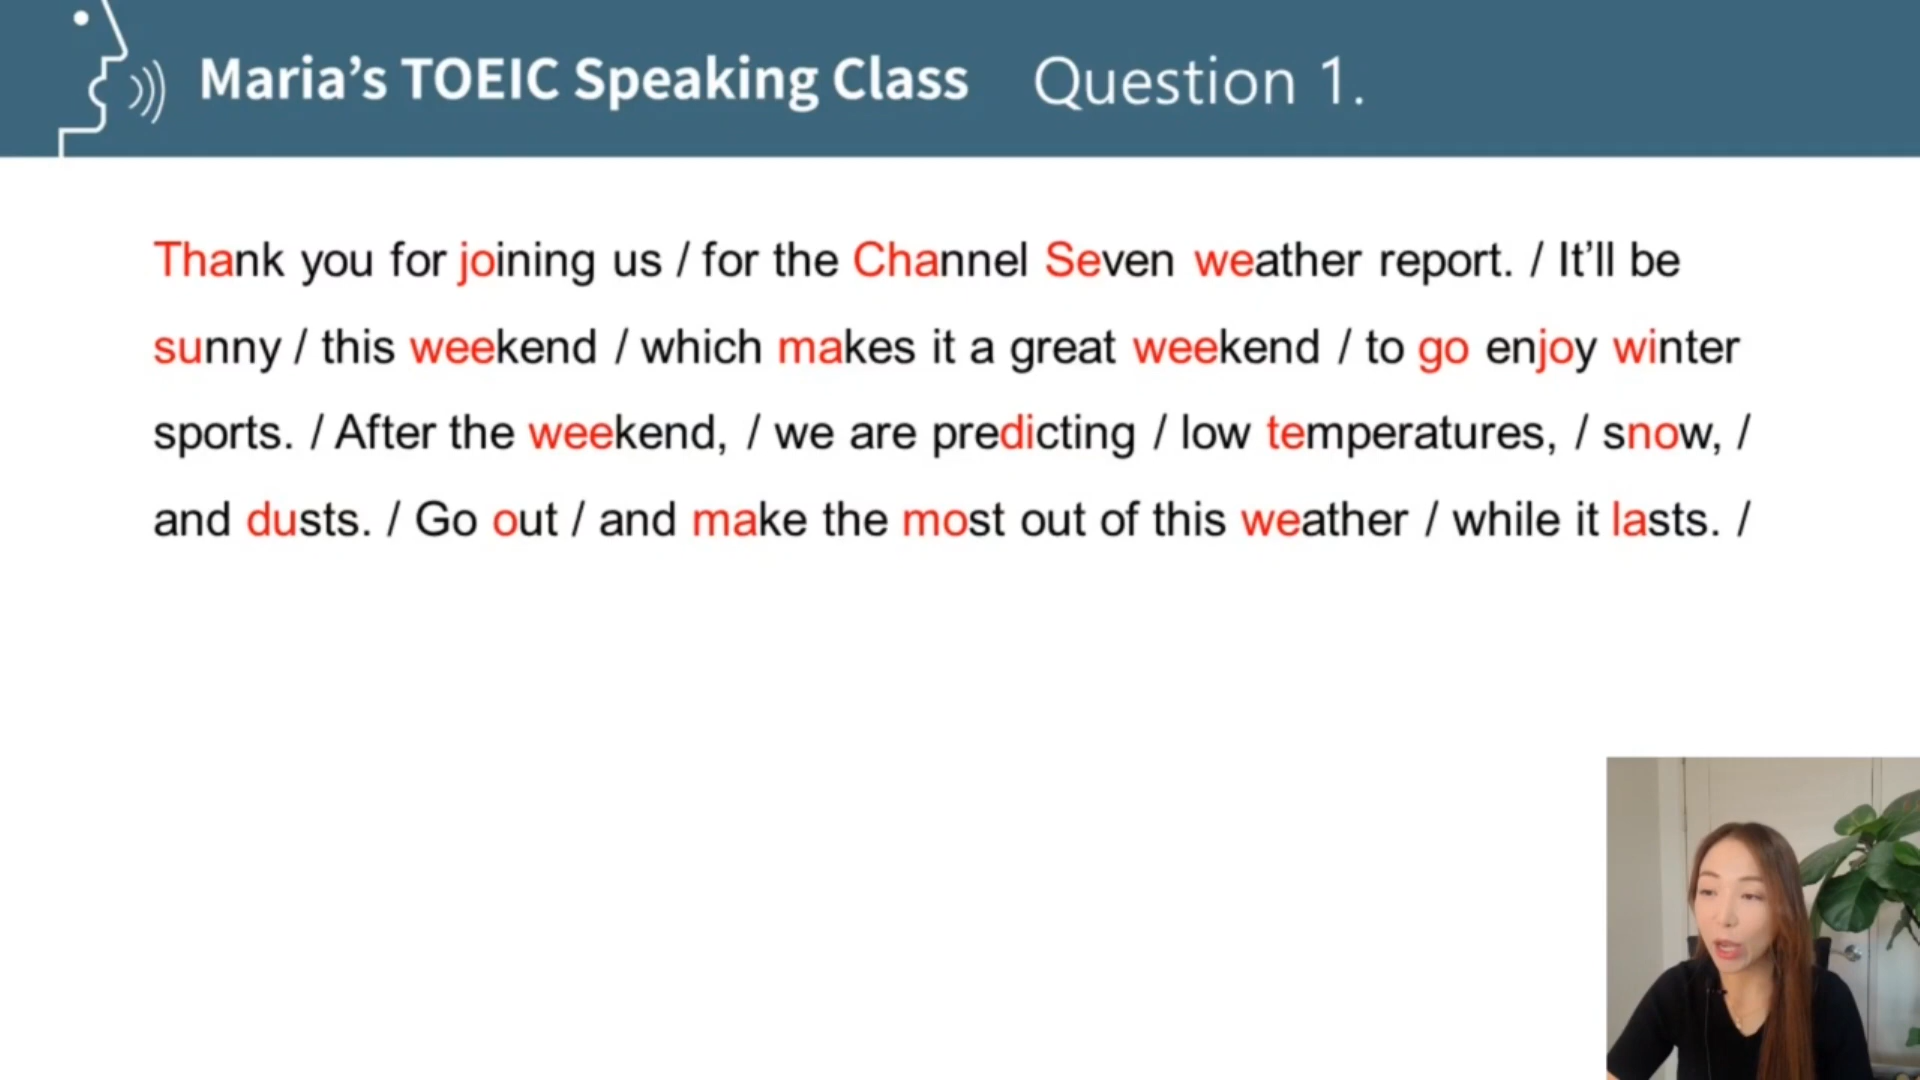 Maria’s TOEIC Speaking Class Question 1.
Thank you for joining us / for the Channel Seven weather report. / It’ll be
sunny / this weekend / which makes it a great weekend / to go enjoy winter
sports. / After the weekend, / we are predicting / low temperatures, / snow, /
and dusts. / Go out / and make the most out of this weather / while it lasts. /